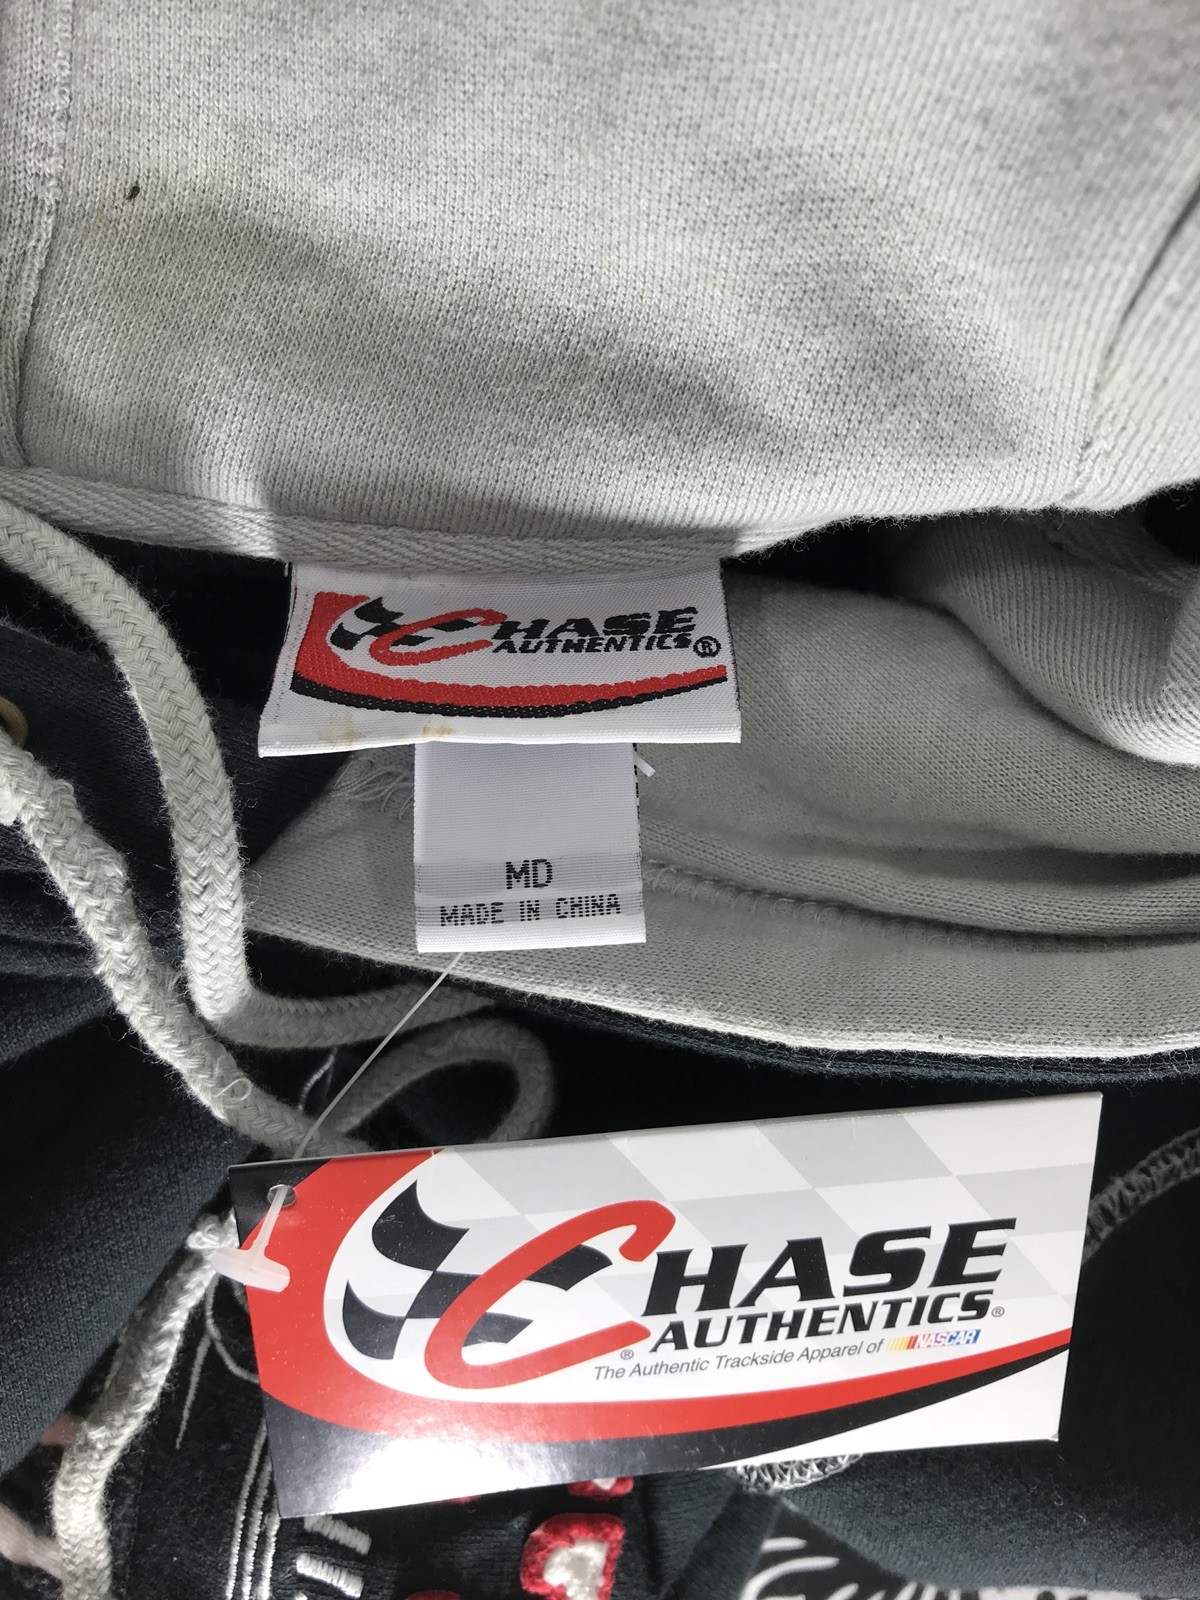 CHASE
AUTHENTICS®
MD
MADE IN CHINA
CHASE
AUTHENTICS®
®
The Authentic Trackside Apparel of NASCAR